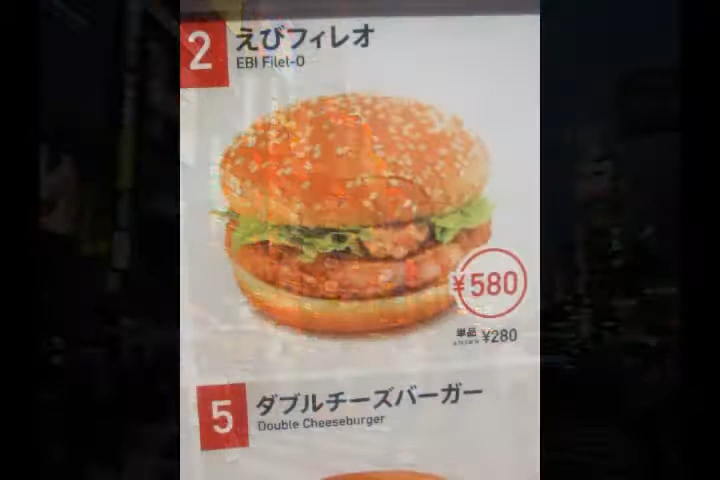 2
えびフィレオ
EBI Filet-O
¥580
単品 ¥280
5
ダブルチーズバーガー
Double Cheeseburger